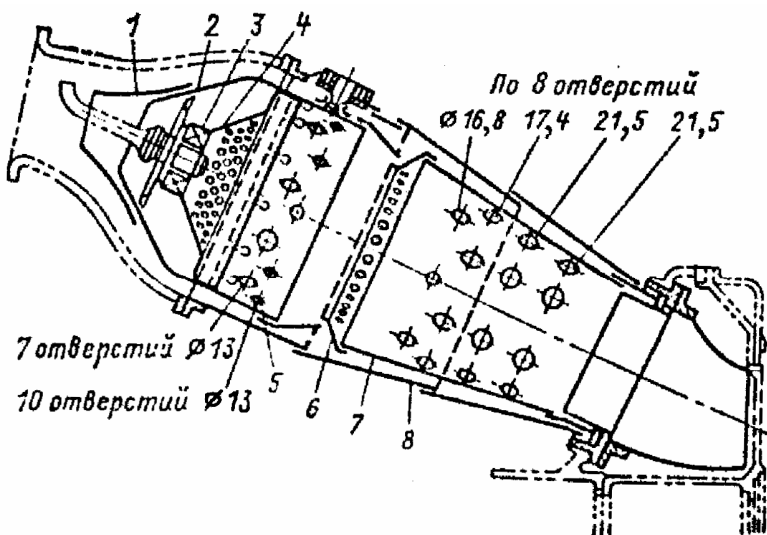 1 2 3 4
По 8 отверстий
Ø16,8 17,4 21,5 21,5
7 отверстий Ø13
10 отверстий Ø13
5
6
7
8